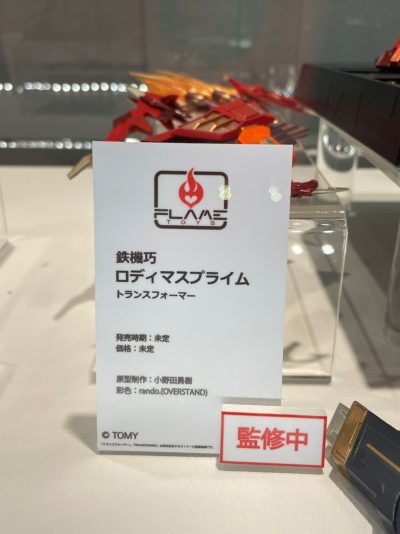 FLAME
TOYS
鉄機巧
ロディマスプライム
トランスフォーマー
発売時期：未定
価格：未定
原型制作：小野田勇樹
彩色：rando.(OVERSTAND)
© TOMY
監修中